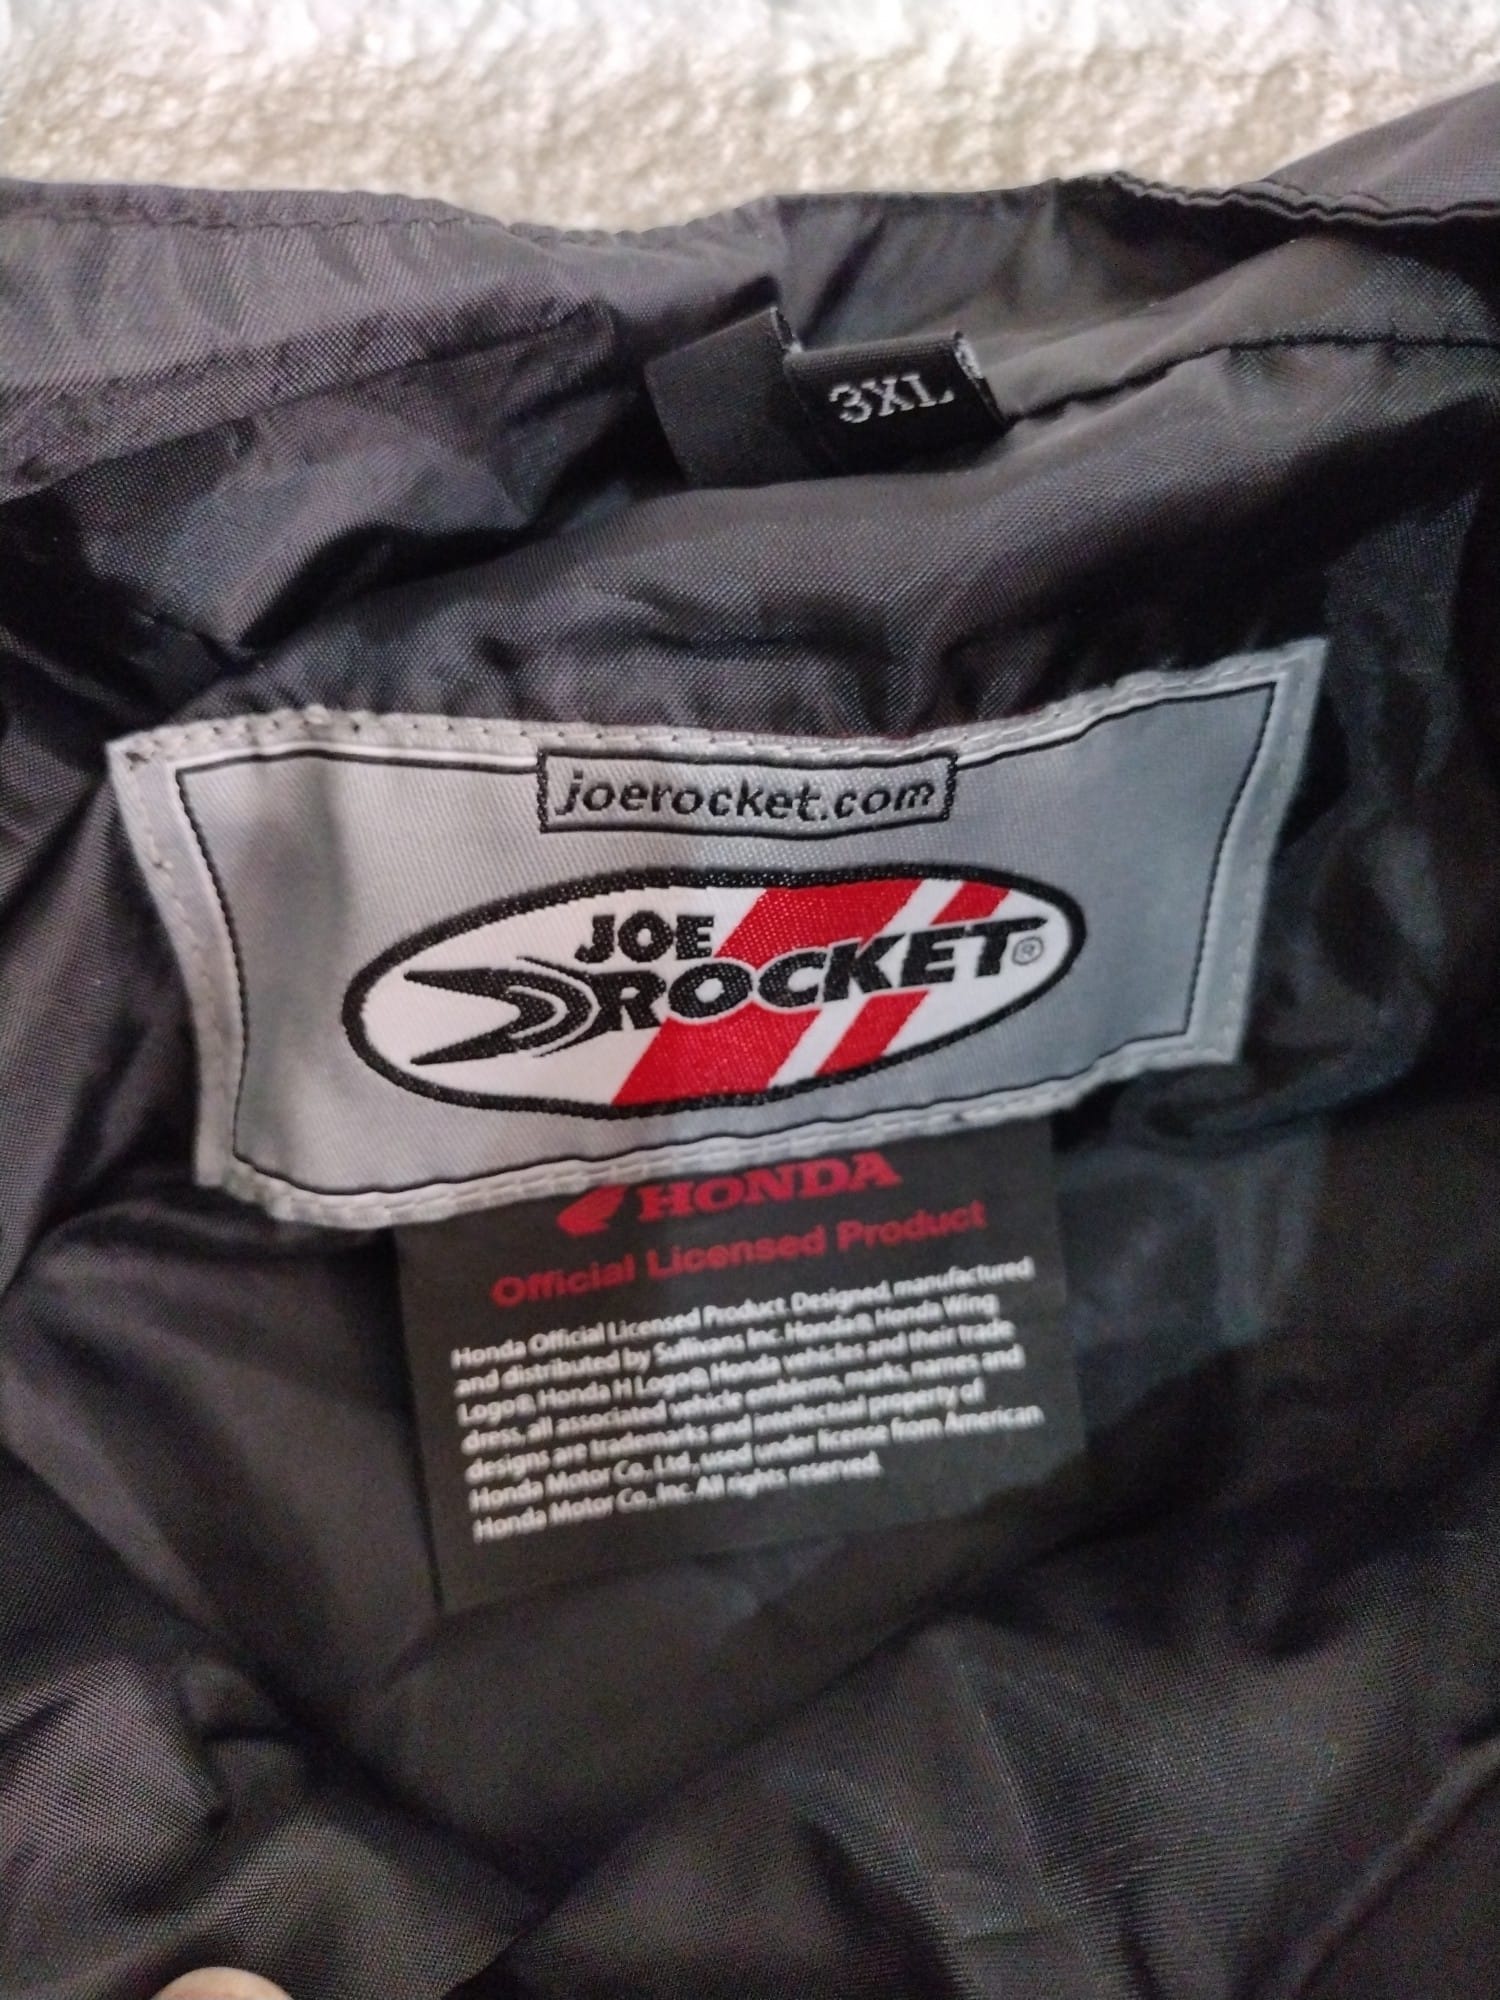 3XL
joerocket.com
JOE
ROCKET®
HONDA
Official Licensed Product
Honda Official Licensed Product. Designed, manufactured
and distributed by Sullivans Inc. Honda®, Honda Wing
Logo®, Honda H Logo®, Honda vehicles and their trade
dress, all associated vehicle emblems, marks, names and
designs are trademarks and intellectual property of
Honda Motor Co., Ltd., used under license from American
Honda Motor Co., Inc. All rights reserved.